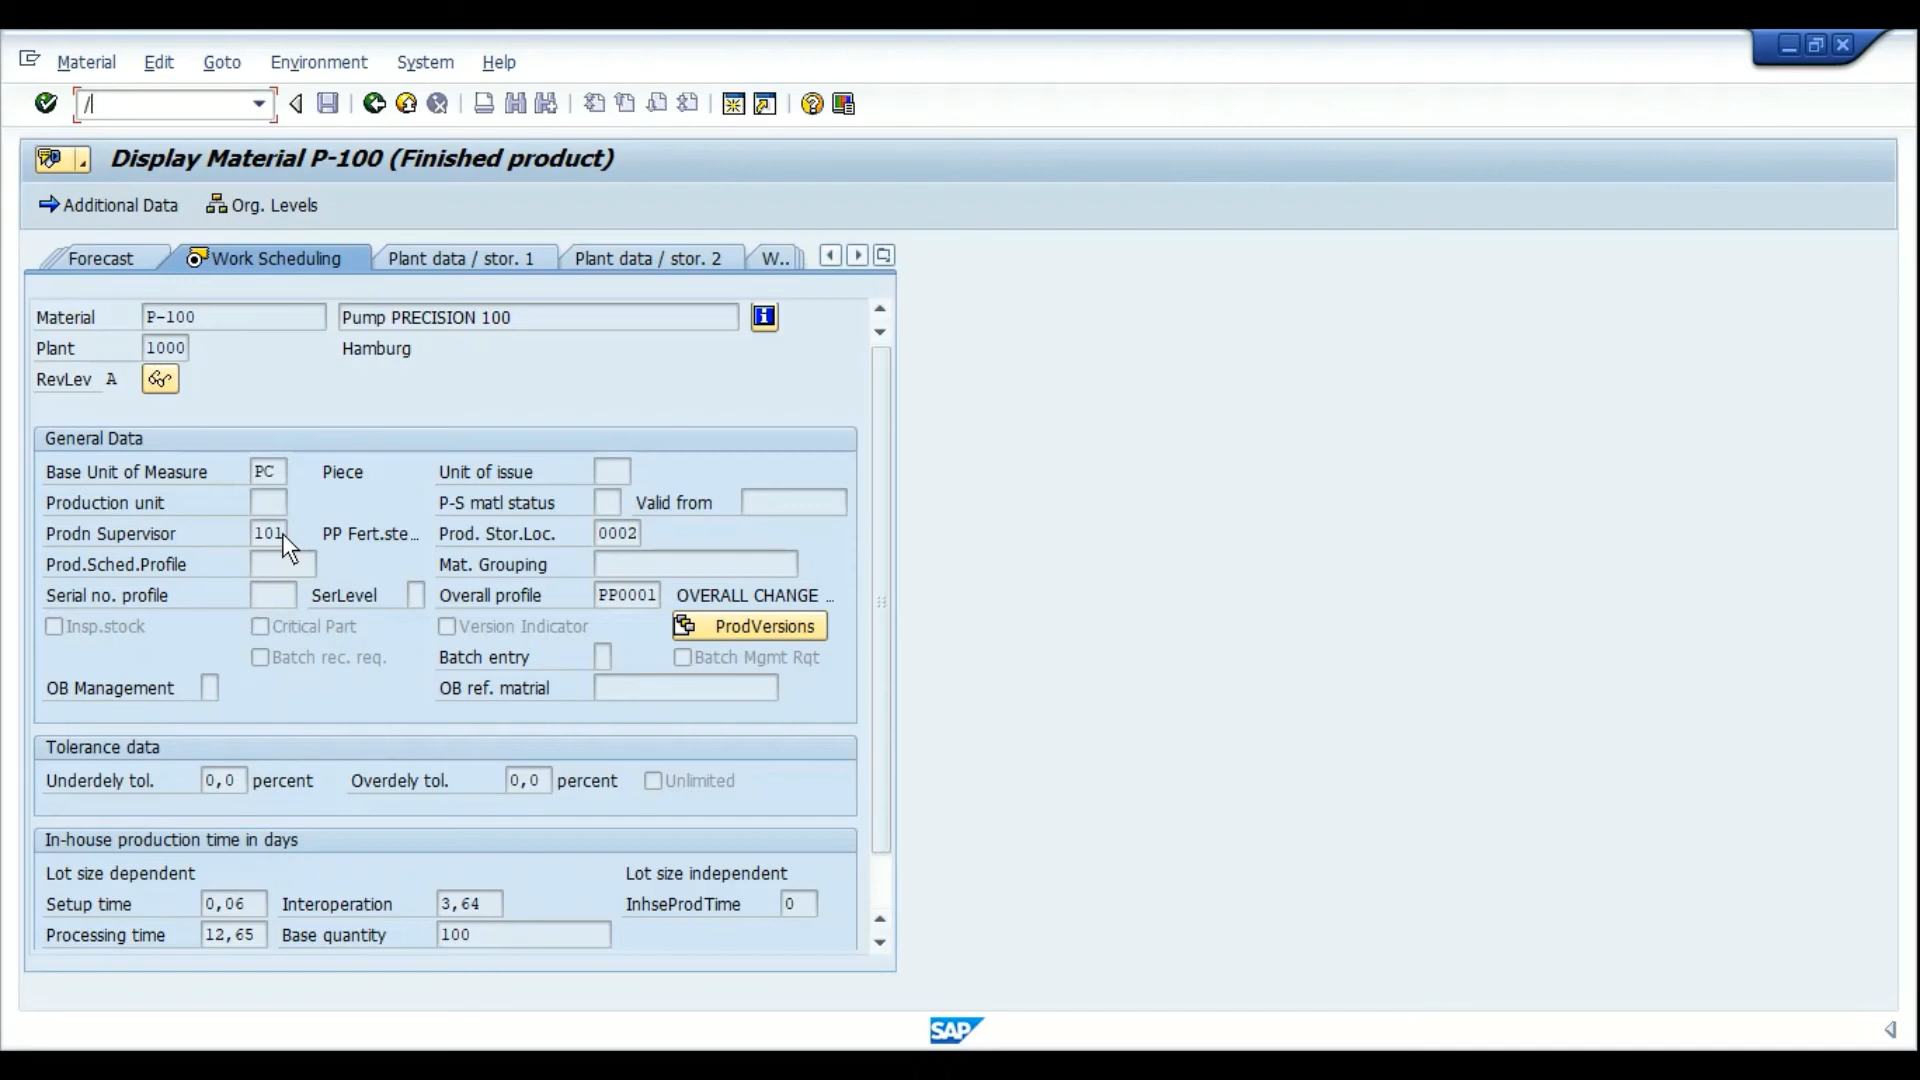 Material Edit Goto Environment System Help
/
Display Material P-100 (Finished product)
Additional Data Org. Levels
Forecast Work Scheduling Plant data / stor. 1 Plant data / stor. 2 W..
Material P-100 Pump PRECISION 100
Plant 1000 Hamburg
RevLev A
General Data
Base Unit of Measure PC Piece Unit of issue
Production unit P-S matl status Valid from
Prodn Supervisor 101 PP Fert.ste... Prod. Stor.Loc. 0002
Prod.Sched.Profile Mat. Grouping
Serial no. profile SerLevel Overall profile PP0001 OVERALL CHANGE ...
Insp.stock Critical Part Version Indicator ProdVersions
Batch rec. req. Batch entry Batch Mgmt Rqt
OB Management OB ref. matrial
Tolerance data
Underdely tol. 0,0 percent Overdely tol. 0,0 percent Unlimited
In-house production time in days
Lot size dependent Lot size independent
Setup time 0,06 Interoperation 3,64 InhseProdTime 0
Processing time 12,65 Base quantity 100
SAP